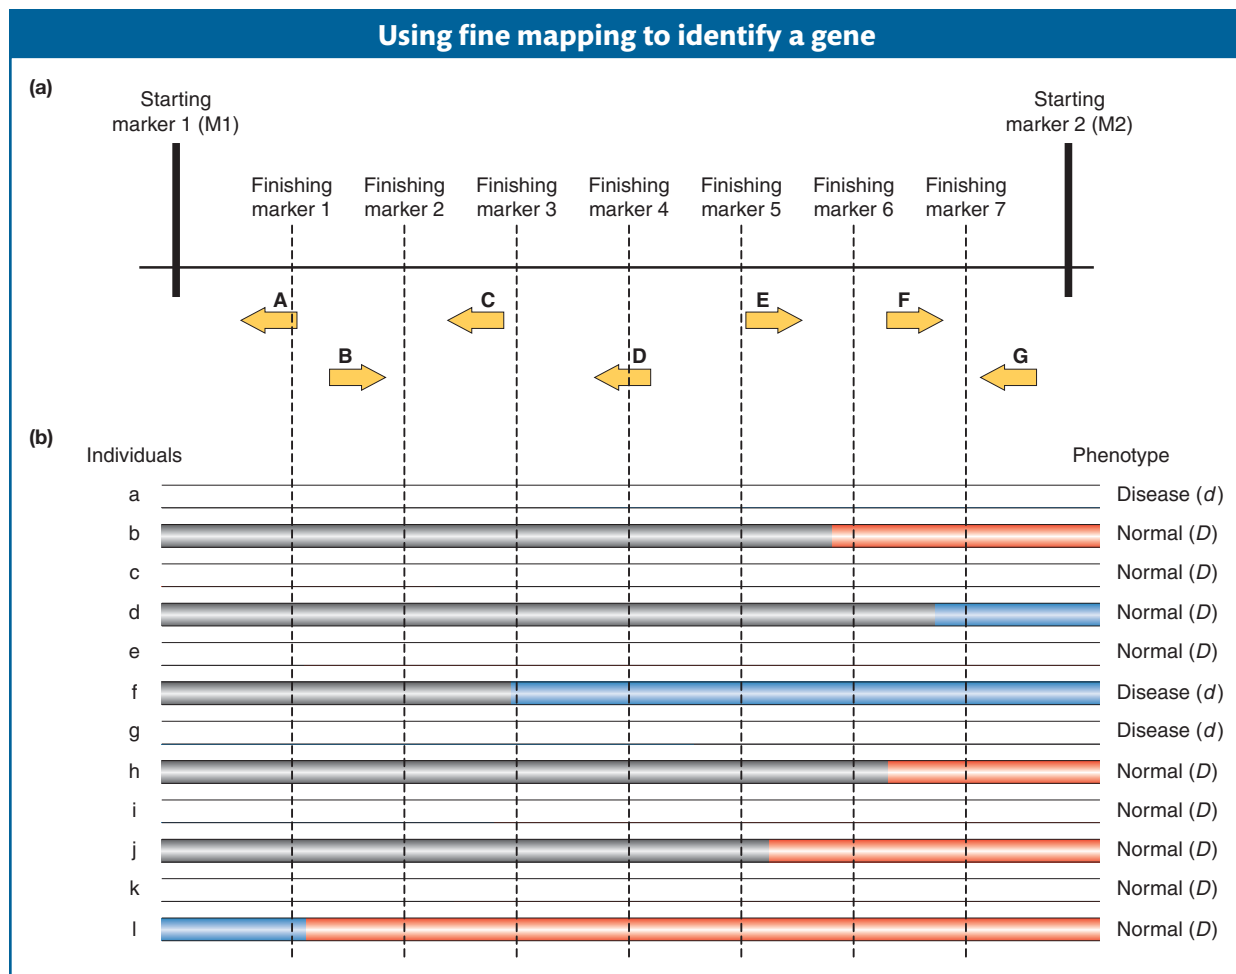 Using fine mapping to identify a gene
(a)
Starting
marker 1 (M1)
Starting
marker 2 (M2)
Finishing
marker 1
Finishing
marker 2
Finishing
marker 3
Finishing
marker 4
Finishing
marker 5
Finishing
marker 6
Finishing
marker 7
A
C
E
F
B
D
G
(b)
Individuals
Phenotype
a
Disease (d)
b
Normal (D)
c
Normal (D)
d
Normal (D)
e
Normal (D)
f
Disease (d)
g
Disease (d)
h
Normal (D)
i
Normal (D)
j
Normal (D)
k
Normal (D)
l
Normal (D)